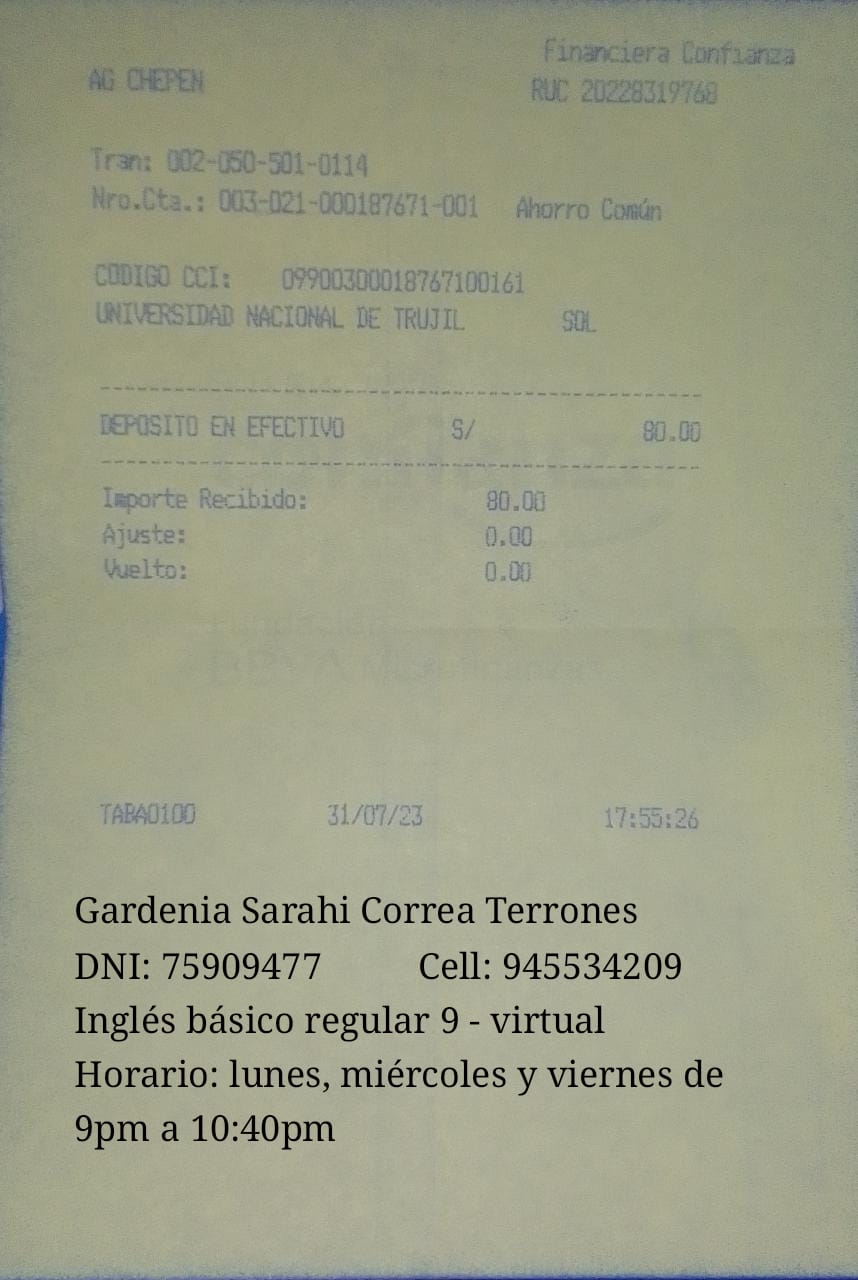 Financiera Confianza
AG CHEPEN
RUC 20228319768
Tran: 002-050-501-0114
Nro.Cta.: 003-021-000187671-001 Ahorro Común
CODIGO CCI: 09900300018767100161
UNIVERSIDAD NACIONAL DE TRUJIL SOL
DEPOSITO EN EFECTIVO S/ 80.00
Importe Recibido: 80.00
Ajuste: 0.00
Vuelto: 0.00
Fundación
BBVA Microfinanzas
TABA0100 31/07/23 17:55:26
Gardenia Sarahi Correa Terrones
DNI: 75909477 Cell: 945534209
Inglés básico regular 9 - virtual
Horario: lunes, miércoles y viernes de
9pm a 10:40pm